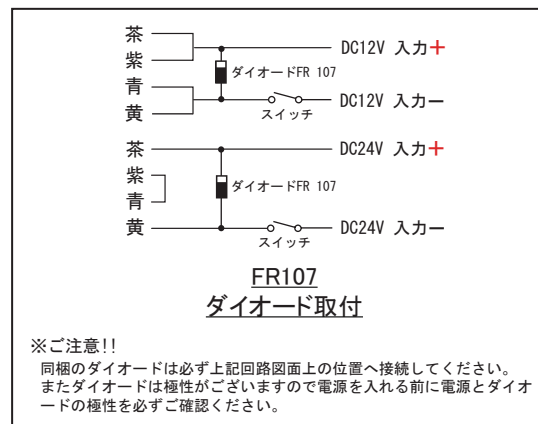 茶
紫
青
黄
DC12V 入力+
ダイオードFR 107
DC12V 入力−
スイッチ
茶
紫
青
黄
DC24V 入力+
ダイオードFR 107
DC24V 入力−
スイッチ
FR107
ダイオード取付
※ご注意!!
同梱のダイオードは必ず上記回路図面上の位置へ接続してください。
またダイオードは極性がございますので電源を入れる前に電源とダイオ
ードの極性を必ずご確認ください。